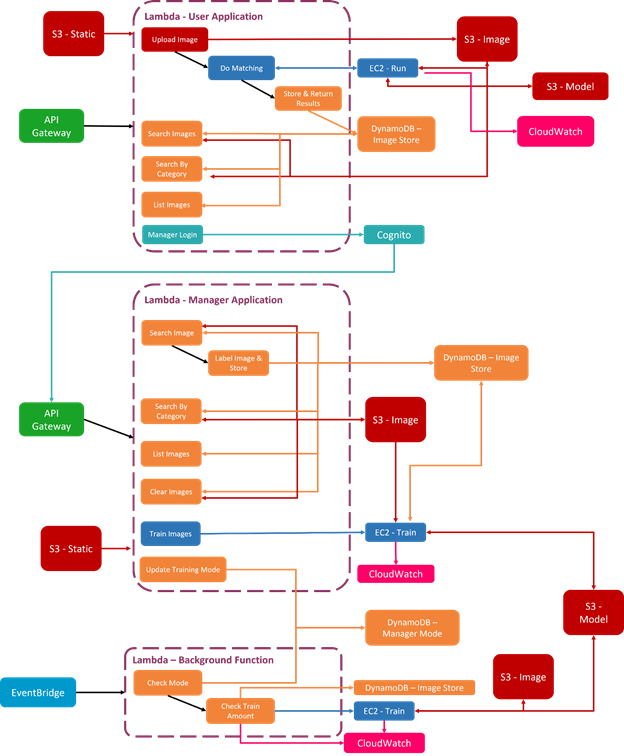 Lambda - User Application
S3 - Static
Upload Image
S3 - Image
Do Matching
EC2 - Run
Store & Return
Results
S3 - Model
API
Gateway
Search Images
DynamoDB –
Image Store
CloudWatch
Search By
Category
List Images
Manager Login
Cognito
Lambda - Manager Application
Search Image
Label Image &
Store
DynamoDB – Image
Store
API
Gateway
Search By
Category
S3 - Image
List Images
Clear Images
S3 - Static
Train Images
EC2 - Train
Update Training Mode
CloudWatch
S3 -
Model
DynamoDB –
Manager Mode
Lambda – Background Function
S3 - Image
EventBridge
Check Mode
DynamoDB – Image Store
Check Train
Amount
EC2 - Train
CloudWatch